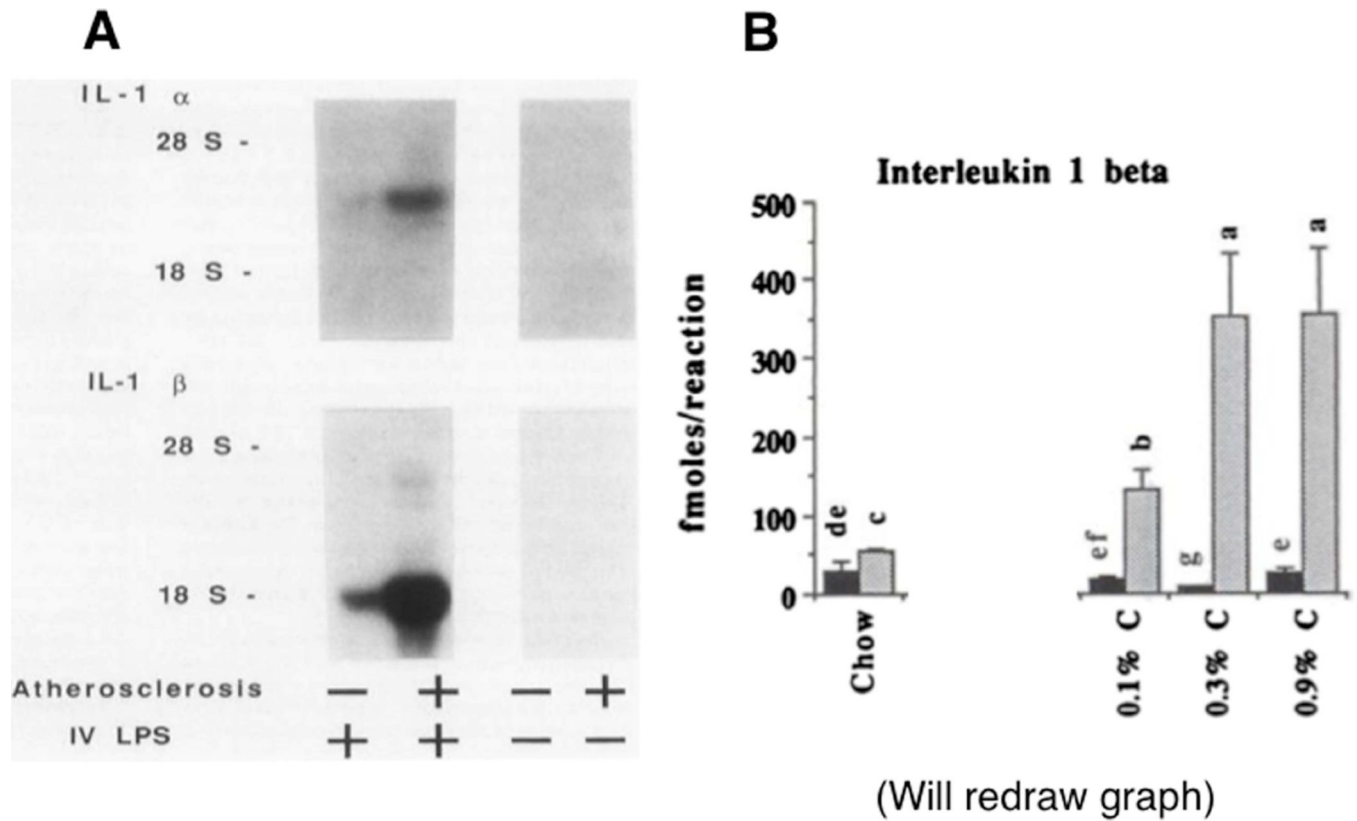 A
IL-1 α
28 S -
18 S -
IL-1 β
28 S -
18 S -
Atherosclerosis — + — +
IV LPS + + — —
B
Interleukin 1 beta
fmoles/reaction
500
400
300
200
100
0
de
c
ef
b
g
a
e
a
Chow
0.1% C
0.3% C
0.9% C
(Will redraw graph)